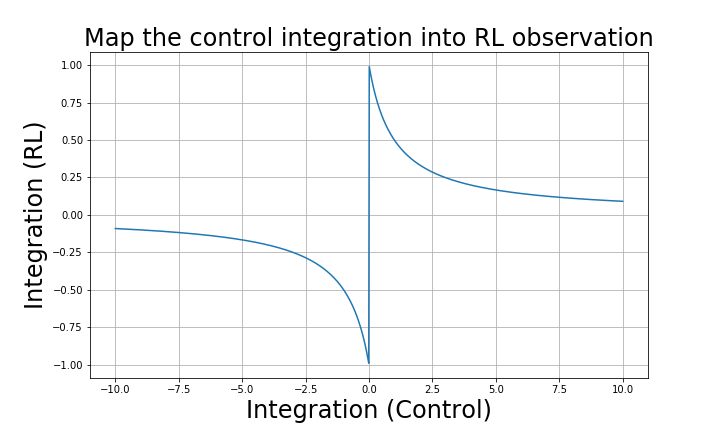 Map the control integration into RL observation
Integration (RL)
1.00
0.75
0.50
0.25
0.00
−0.25
−0.50
−0.75
−1.00
−10.0 −7.5 −5.0 −2.5 0.0 2.5 5.0 7.5 10.0
Integration (Control)